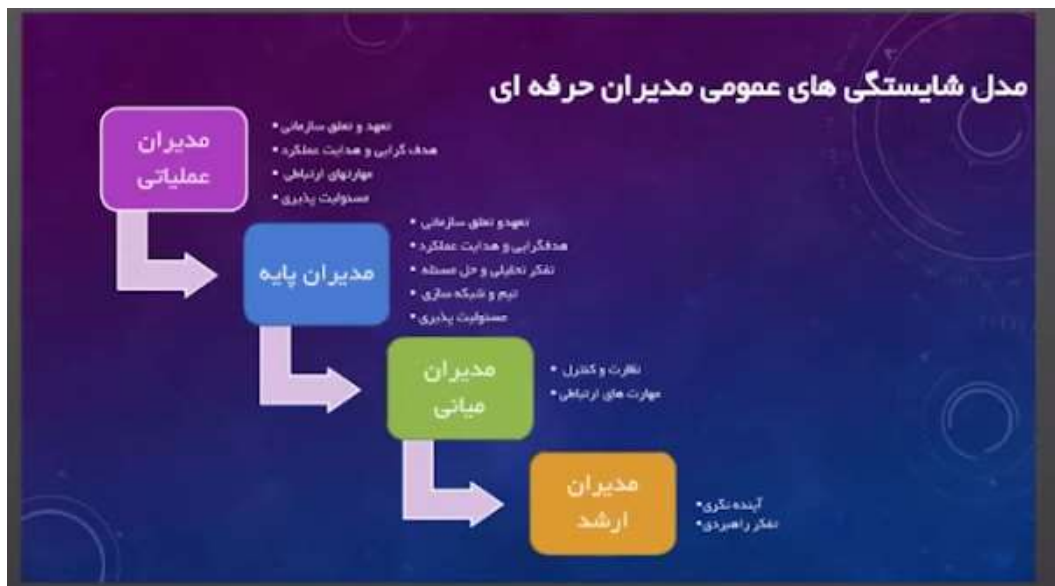 مدل شایستگی های عمومی مدیران حرفه ای
مدیران
عملیاتی
• تعهد و تعلق سازمانی
• هدف گرایی و هدایت عملکرد
• مهارتهای ارتباطی
• مسئولیت پذیری
مدیران پایه
• تعهدو تعلق سازمانی
• هدفگرایی و هدایت عملکرد
• تفکر تحلیلی و حل مسئله
• تیم و شبکه سازی
• مسئولیت پذیری
مدیران
میانی
• نظارت و کنترل
• مهارت های ارتباطی
مدیران
ارشد
• آینده نگری
• تفکر راهبردی